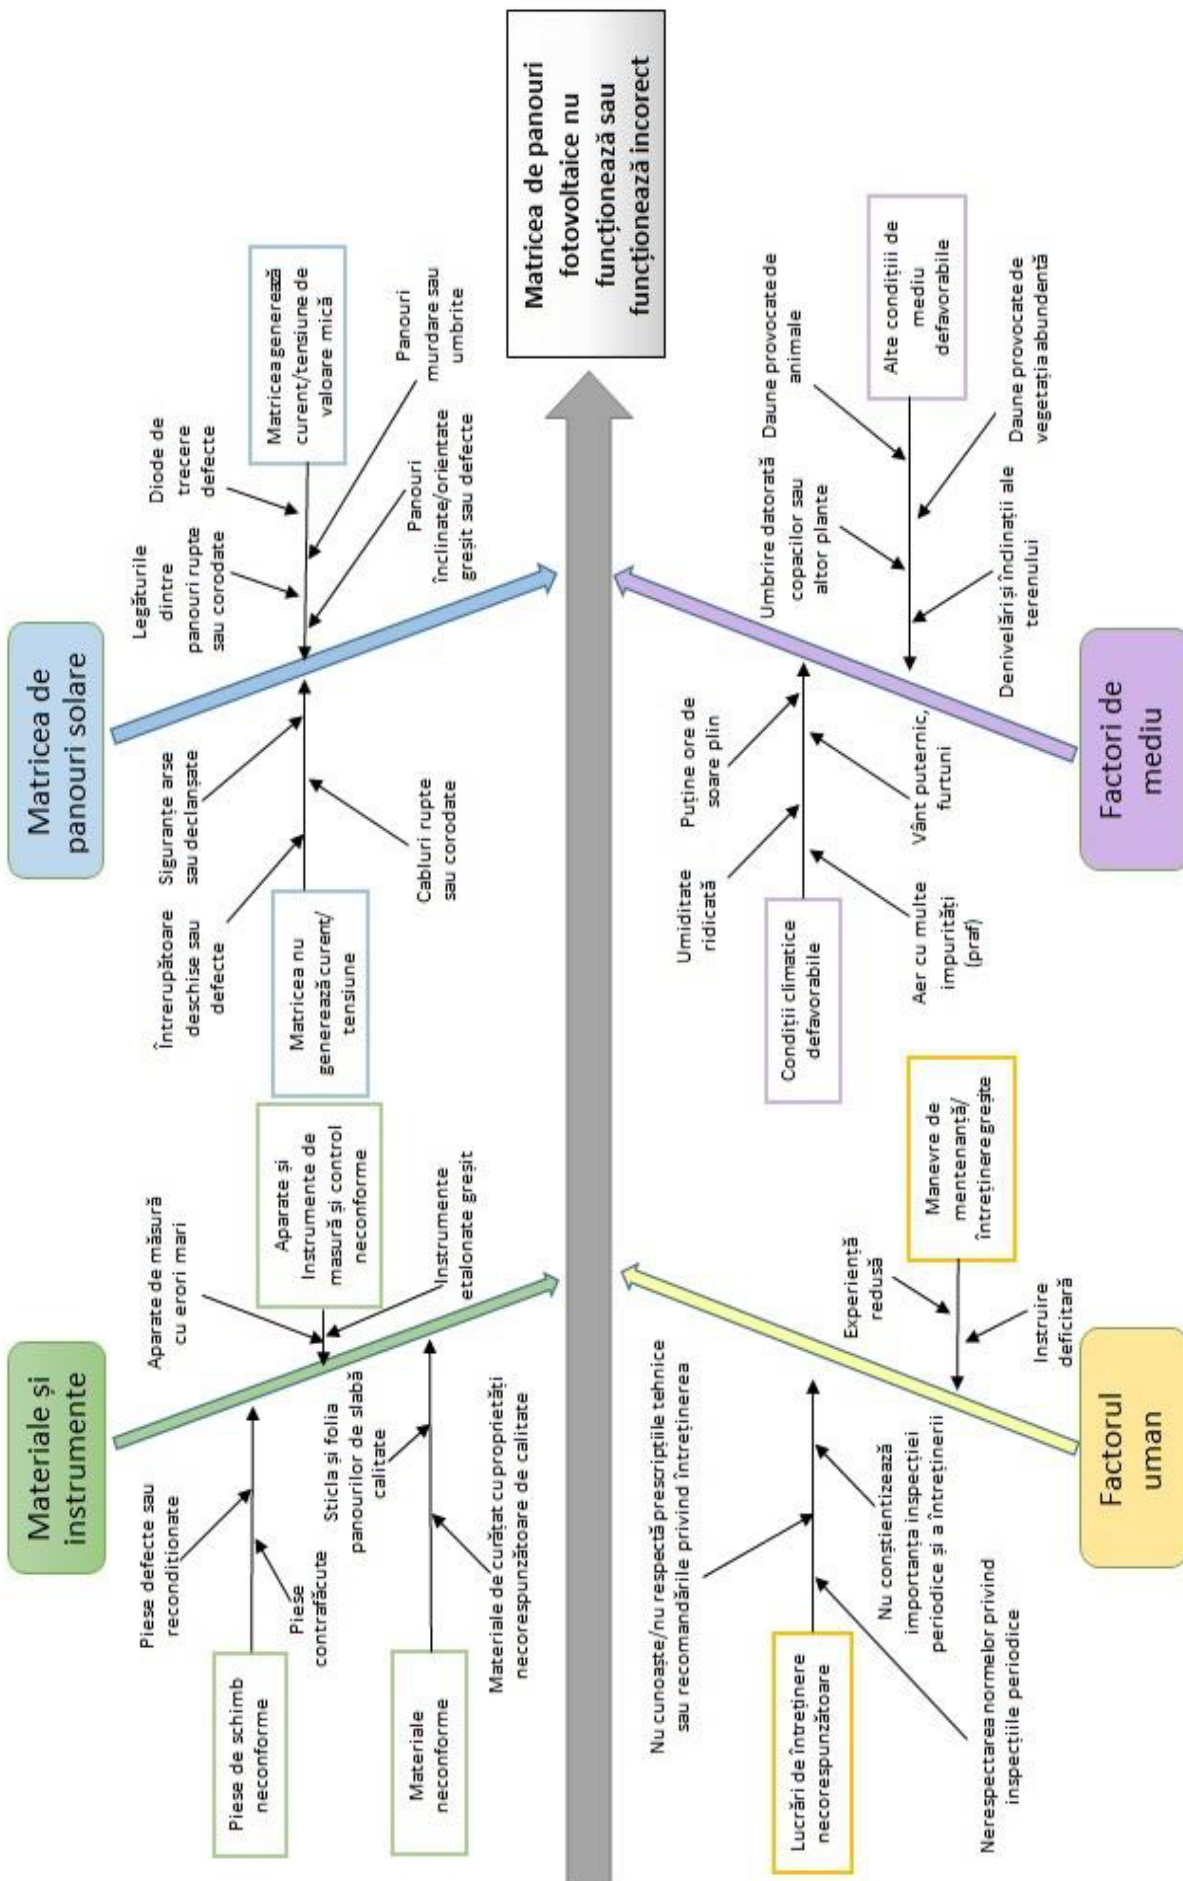 Materiale și
instrumente
Matricea de
panouri solare
Piese defecte sau
recondiționate
Piese
contrafăcute
Piese de schimb
neconforme
Aparate de măsură
cu erori mari
Aparate și
Instrumente de
masură și control
neconforme
Instrumente
etalonate greșit
Sticla și folia
panourilor de slabă
calitate
Materiale
neconforme
Materiale de curățat cu proprietăți
necorespunzătoare de calitate
Întrerupătoare
deschise sau
defecte
Siguranțe arse
sau declanșate
Matricea nu
generează curent/
tensiune
Cabluri rupte
sau corodate
Legăturile
dintre
panouri rupte
sau corodate
Diode de
trecere
defecte
Matricea generează
curent/tensiune de
valoare mică
Panouri
înclinate/orientate
greșit sau defecte
Panouri
murdare sau
umbrite
Matricea de panouri
fotovoltaice nu
funcționează sau
funcționează incorect
Nu cunoaște/nu respectă prescripțiile tehnice
sau recomandările privind întreținerea
Lucrări de întreținere
necorespunzătoare
Nu conștientizează
importanța inspecției
periodice și a întreținerii
Nerespectarea normelor privind
inspecțiile periodice
Experiență
redusă
Manevre de
mentenanță/
întreținere greșite
Instruire
deficitară
Umiditate
ridicată
Puține ore de
soare plin
Condiții climatice
defavorabile
Aer cu multe
impurități
(praf)
Vânt puternic,
furtuni
Umbrire datorată
copacilor sau
altor plante
Daune provocate de
animale
Alte condițiii de
mediu
defavorabile
Denivelări și înclinații ale
terenului
Daune provocate de
vegetația abundentă
Factorul
uman
Factori de
mediu